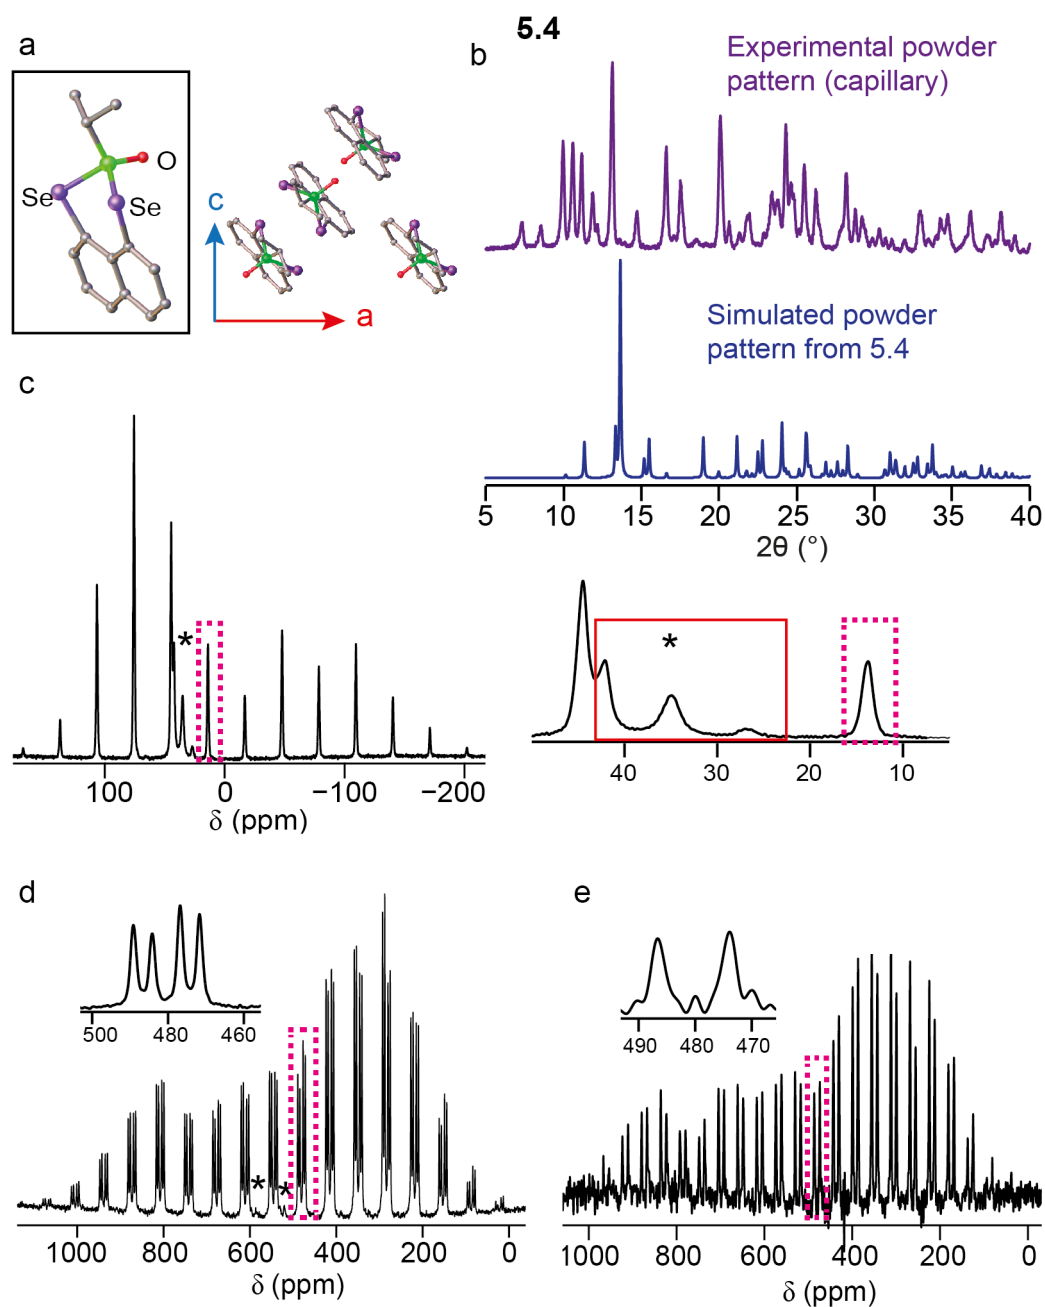 5.4
a
O
Se
Se
c
a
b
Experimental powder
pattern (capillary)
Simulated powder
pattern from 5.4
5 10 15 20 25 30 35 40
2θ (°)
c
*
100 0 −100 −200
δ (ppm)
*
40 30 20 10
d
500 480 460
* *
1000 800 600 400 200 0
δ (ppm)
e
490 480 470
1000 800 600 400 200 0
δ (ppm)